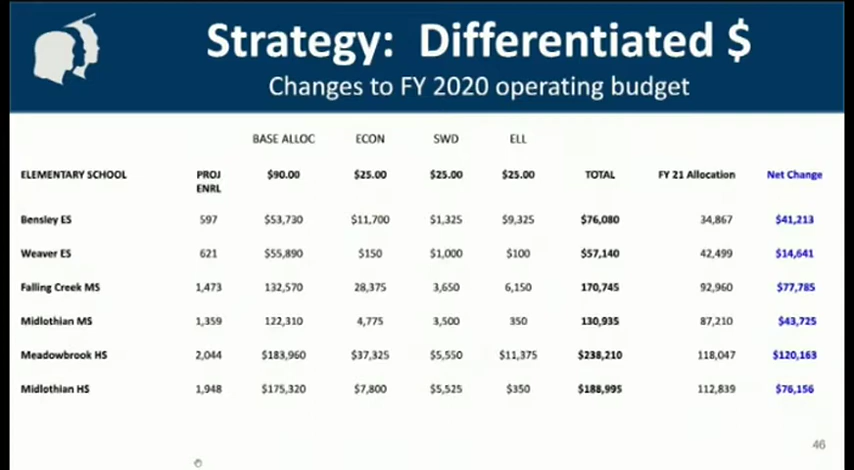 Strategy: Differentiated $
Changes to FY 2020 operating budget
BASE ALLOC ECON SWD ELL
ELEMENTARY SCHOOL PROJ $90.00 $25.00 $25.00 $25.00 TOTAL FY 21 Allocation Net Change
ENRL
Bensley ES 597 $53,730 $11,700 $1,325 $9,325 $76,080 34,867 $41,213
Weaver ES 621 $55,890 $150 $1,000 $100 $57,140 42,499 $14,641
Falling Creek MS 1,473 132,570 28,375 3,650 6,150 170,745 92,960 $77,785
Midlothian MS 1,359 122,310 4,775 3,500 350 130,935 87,210 $43,725
Meadowbrook HS 2,044 $183,960 $37,325 $5,550 $11,375 $238,210 118,047 $120,163
Midlothian HS 1,948 $175,320 $7,800 $5,525 $350 $188,995 112,839 $76,156
46